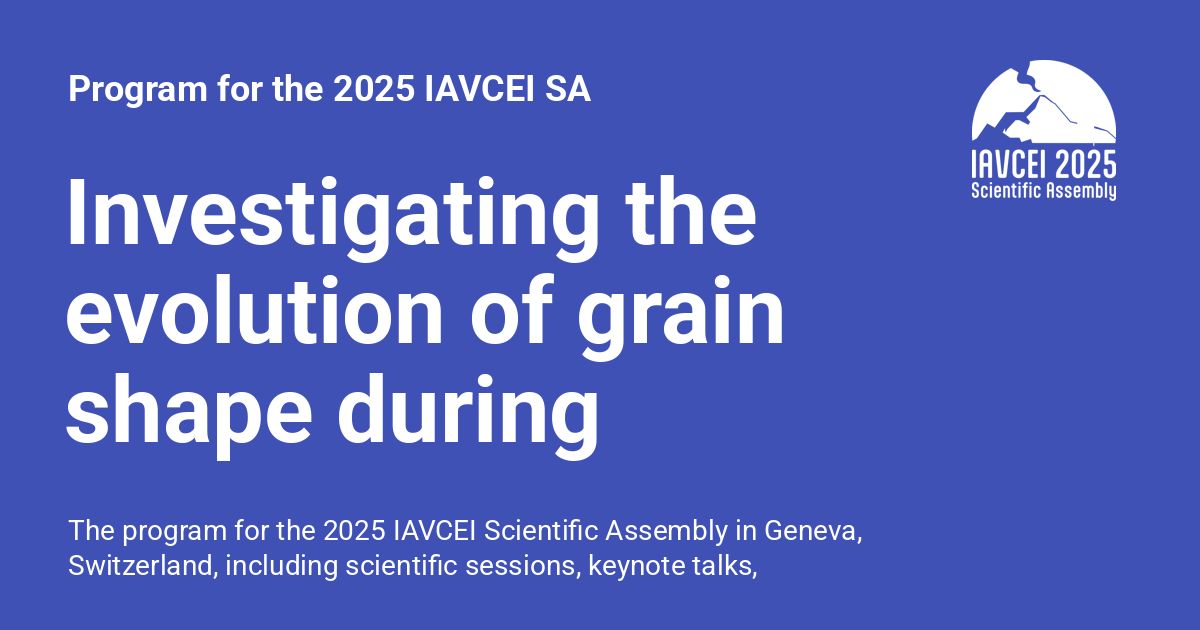 Program for the 2025 IAVCEI SA
IAVCEI 2025
Scientific Assembly
Investigating the
evolution of grain
shape during
The program for the 2025 IAVCEI Scientific Assembly in Geneva,
Switzerland, including scientific sessions, keynote talks,